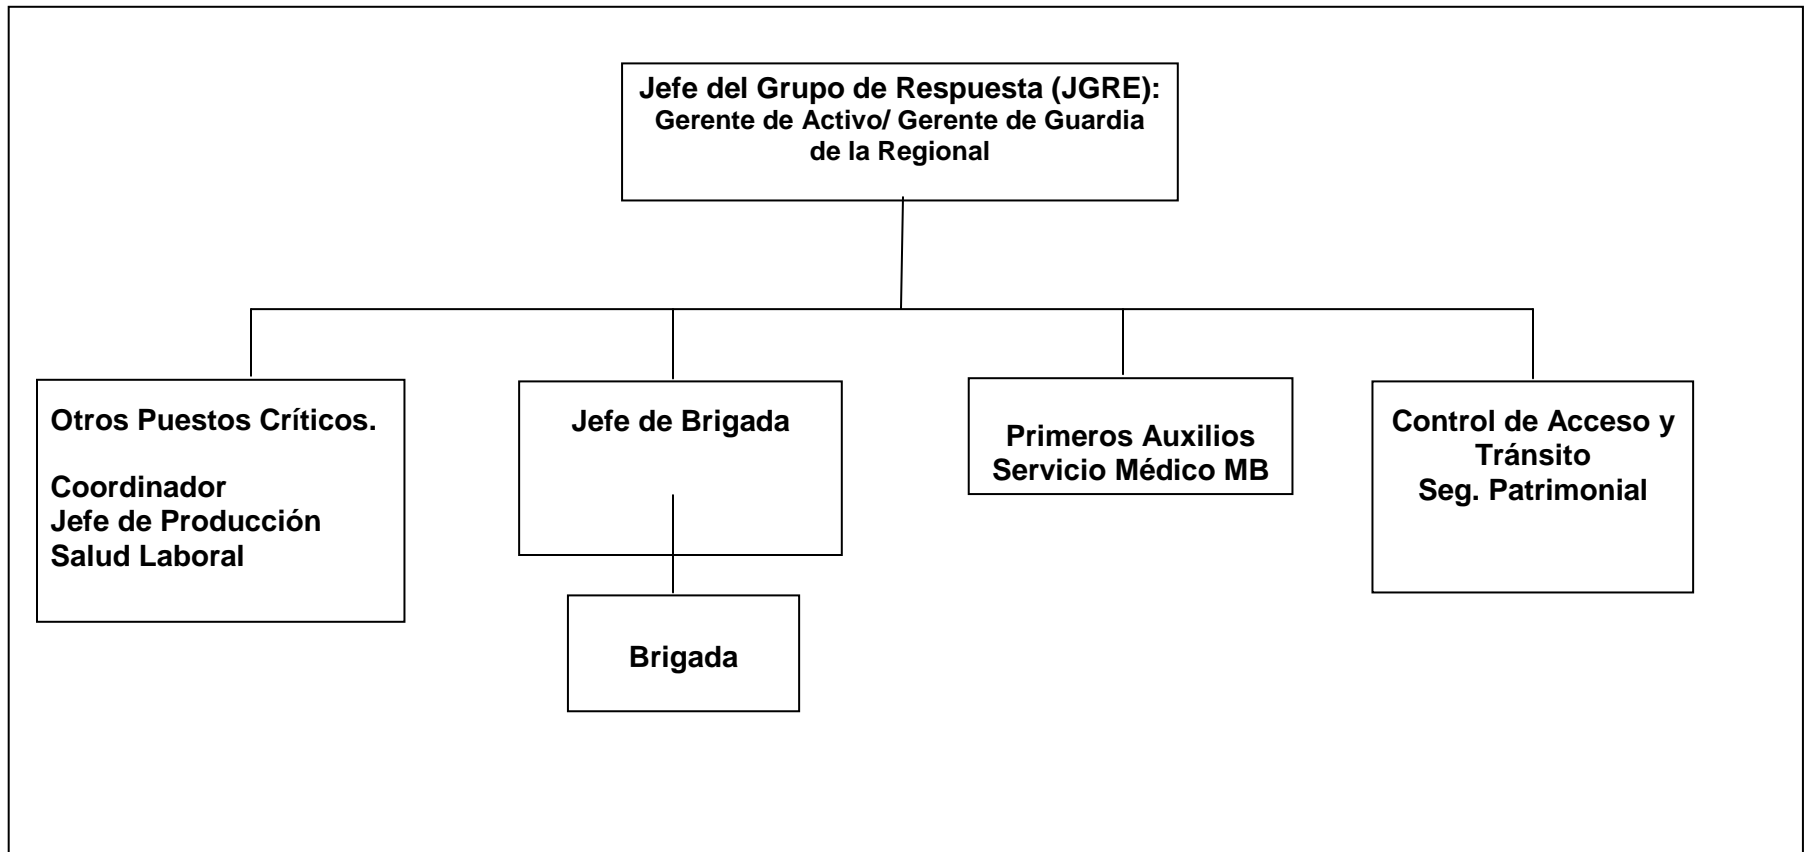 Jefe del Grupo de Respuesta (JGRE):
Gerente de Activo/ Gerente de Guardia
de la Regional
Otros Puestos Críticos.
Coordinador
Jefe de Producción
Salud Laboral
Jefe de Brigada
Brigada
Primeros Auxilios
Servicio Médico MB
Control de Acceso y
Tránsito
Seg. Patrimonial